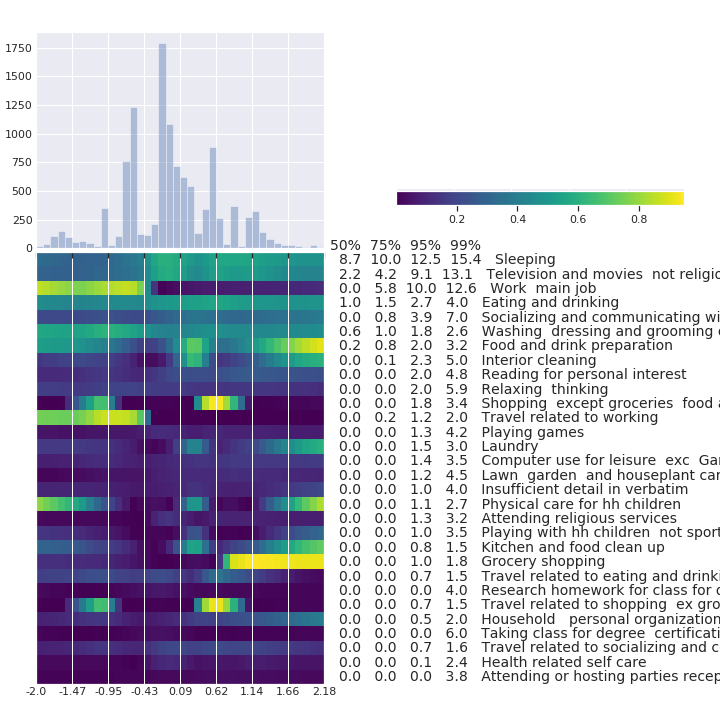 1750
1500
1250
1000
750
500
250
0
0.2 0.4 0.6 0.8
50% 75% 95% 99%
8.7 10.0 12.5 15.4 Sleeping
2.2 4.2 9.1 13.1 Television and movies not religio
0.0 5.8 10.0 12.6 Work main job
1.0 1.5 2.7 4.0 Eating and drinking
0.0 0.8 3.9 7.0 Socializing and communicating wi
0.6 1.0 1.8 2.6 Washing dressing and grooming o
0.2 0.8 2.0 3.2 Food and drink preparation
0.0 0.1 2.3 5.0 Interior cleaning
0.0 0.0 2.0 4.8 Reading for personal interest
0.0 0.0 2.0 5.9 Relaxing thinking
0.0 0.0 1.8 3.4 Shopping except groceries food a
0.0 0.2 1.2 2.0 Travel related to working
0.0 0.0 1.3 4.2 Playing games
0.0 0.0 1.5 3.0 Laundry
0.0 0.0 1.4 3.5 Computer use for leisure exc Gar
0.0 0.0 1.2 4.5 Lawn garden and houseplant car
0.0 0.0 1.0 4.0 Insufficient detail in verbatim
0.0 0.0 1.1 2.7 Physical care for hh children
0.0 0.0 1.3 3.2 Attending religious services
0.0 0.0 1.0 3.5 Playing with hh children not sport
0.0 0.0 0.8 1.5 Kitchen and food clean up
0.0 0.0 1.0 1.8 Grocery shopping
0.0 0.0 0.7 1.5 Travel related to eating and drinki
0.0 0.0 0.0 4.0 Research homework for class for d
0.0 0.0 0.7 1.5 Travel related to shopping ex gro
0.0 0.0 0.5 2.0 Household personal organization
0.0 0.0 0.0 6.0 Taking class for degree certificati
0.0 0.0 0.7 1.6 Travel related to socializing and c
0.0 0.0 0.1 2.4 Health related self care
0.0 0.0 0.0 3.8 Attending or hosting parties recep
-2.0 -1.47 -0.95 -0.43 0.09 0.62 1.14 1.66 2.18